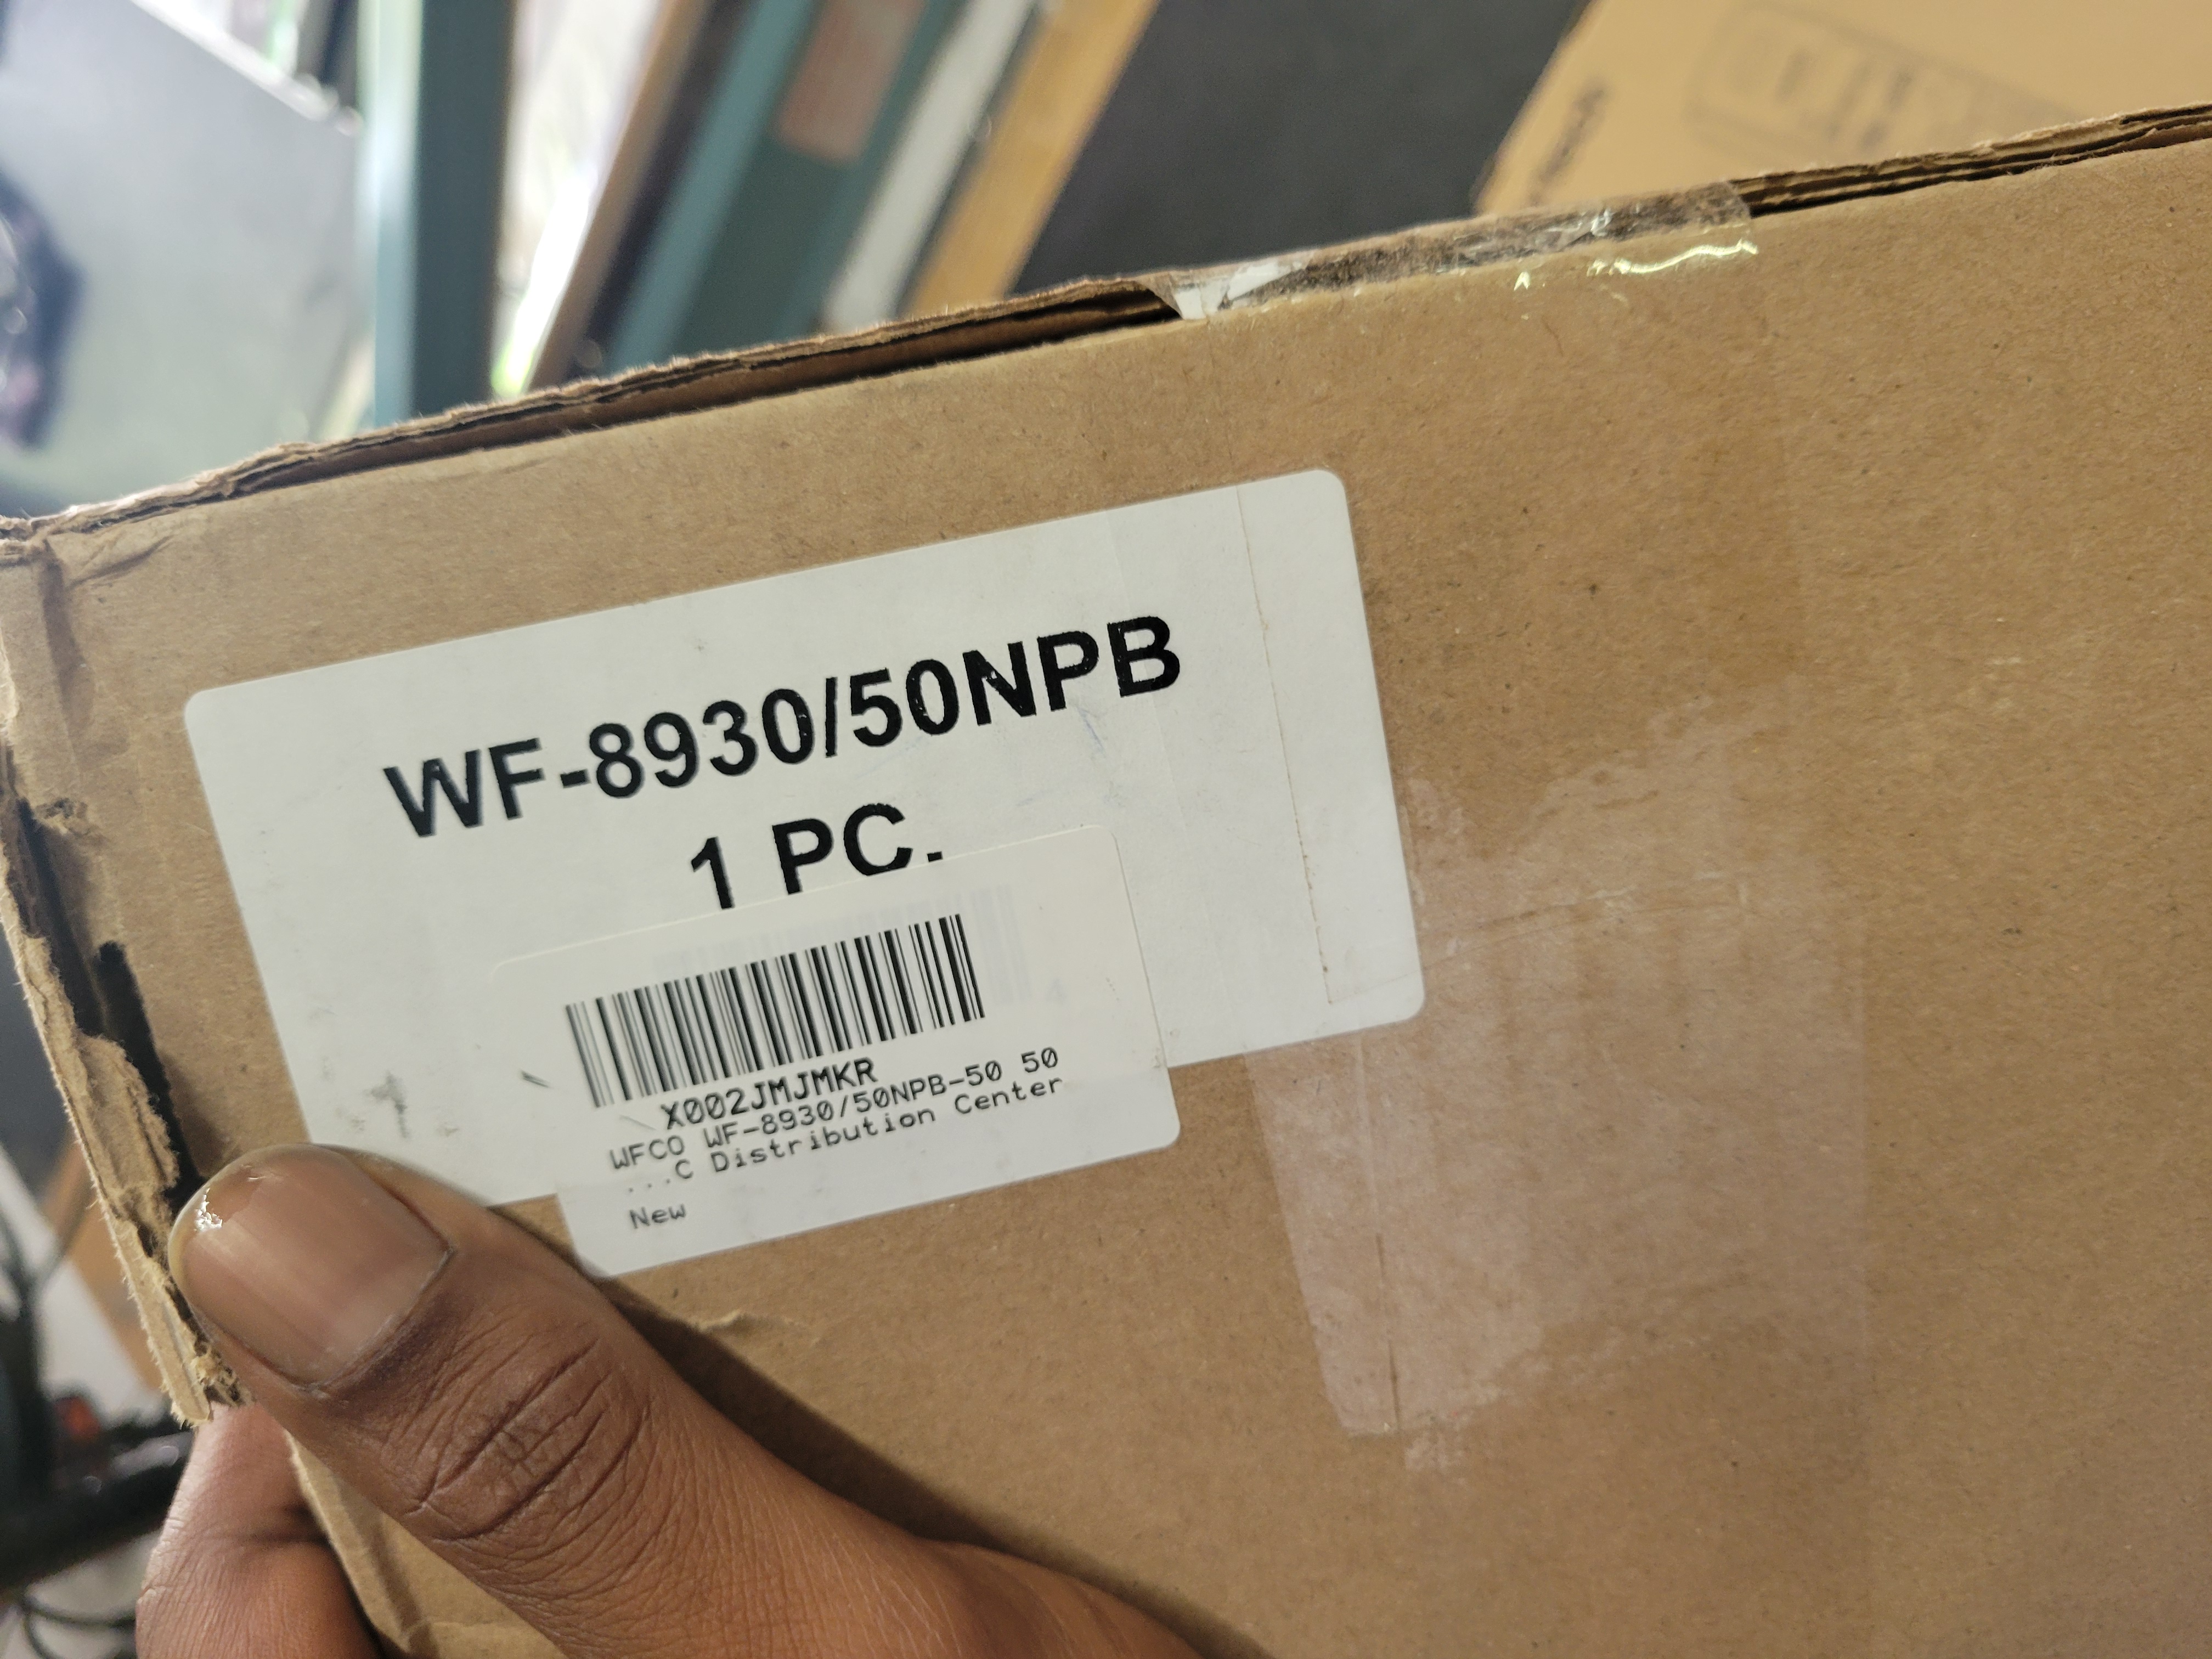 WF-8930/50NPB
1 PC.
X002JMJMKR
WFCO WF-8930/50NPB-50 50
...C Distribution Center
New